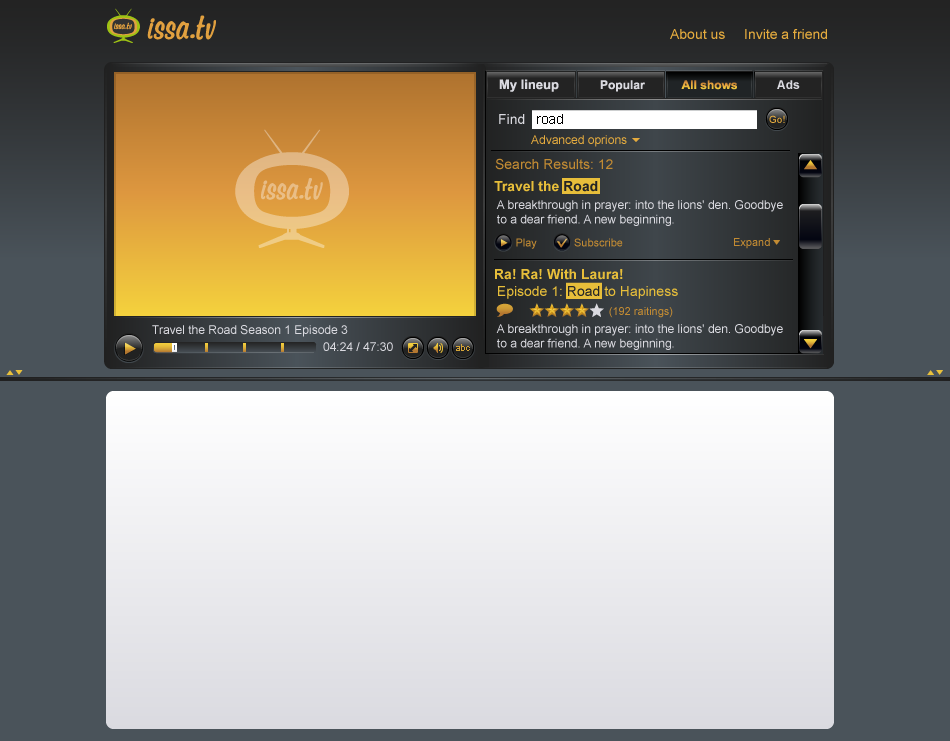 issa.tv issa.tv
About us Invite a friend
My lineup Popular All shows Ads
Find road Go!
Advanced oprions
Search Results: 12
Travel the Road
A breakthrough in prayer: into the lions' den. Goodbye
to a dear friend. A new beginning.
Play Subscribe Expand
Ra! Ra! With Laura!
Episode 1: Road to Hapiness
(192 raitings)
A breakthrough in prayer: into the lions' den. Goodbye
to a dear friend. A new beginning.
issa.tv
Travel the Road Season 1 Episode 3
04:24 / 47:30 abc